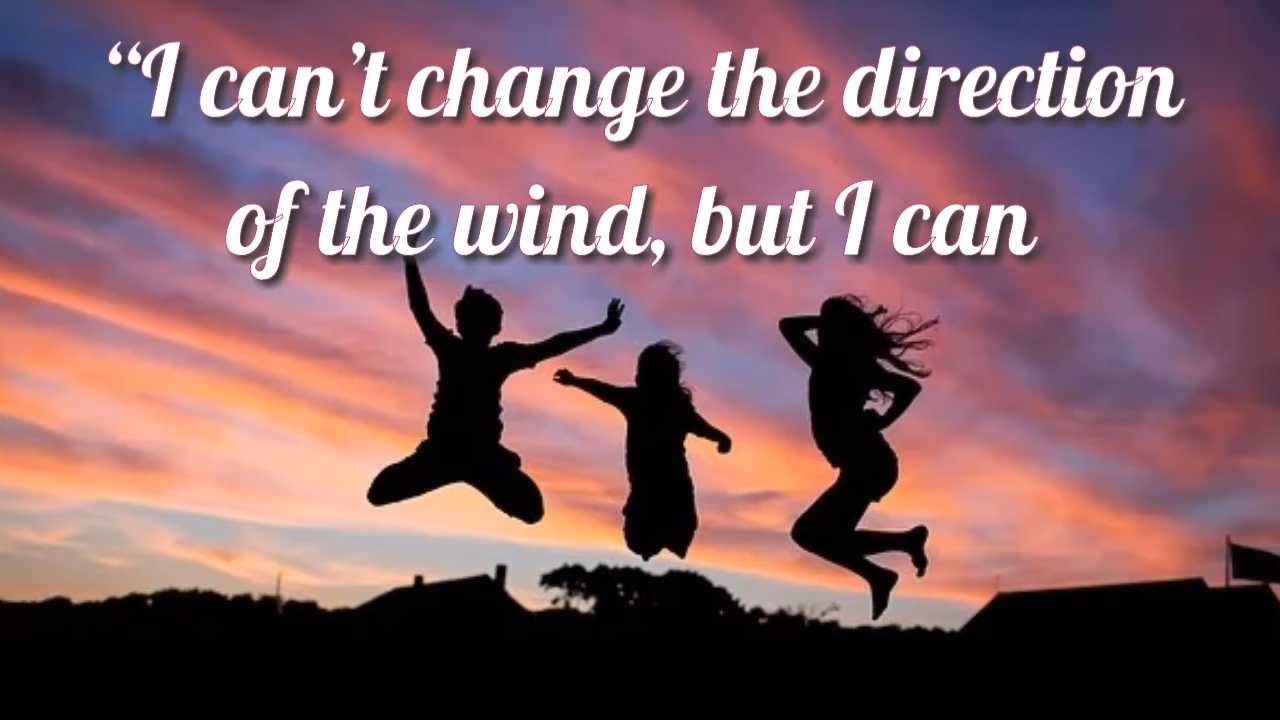 “I can’t change the direction
of the wind, but I can